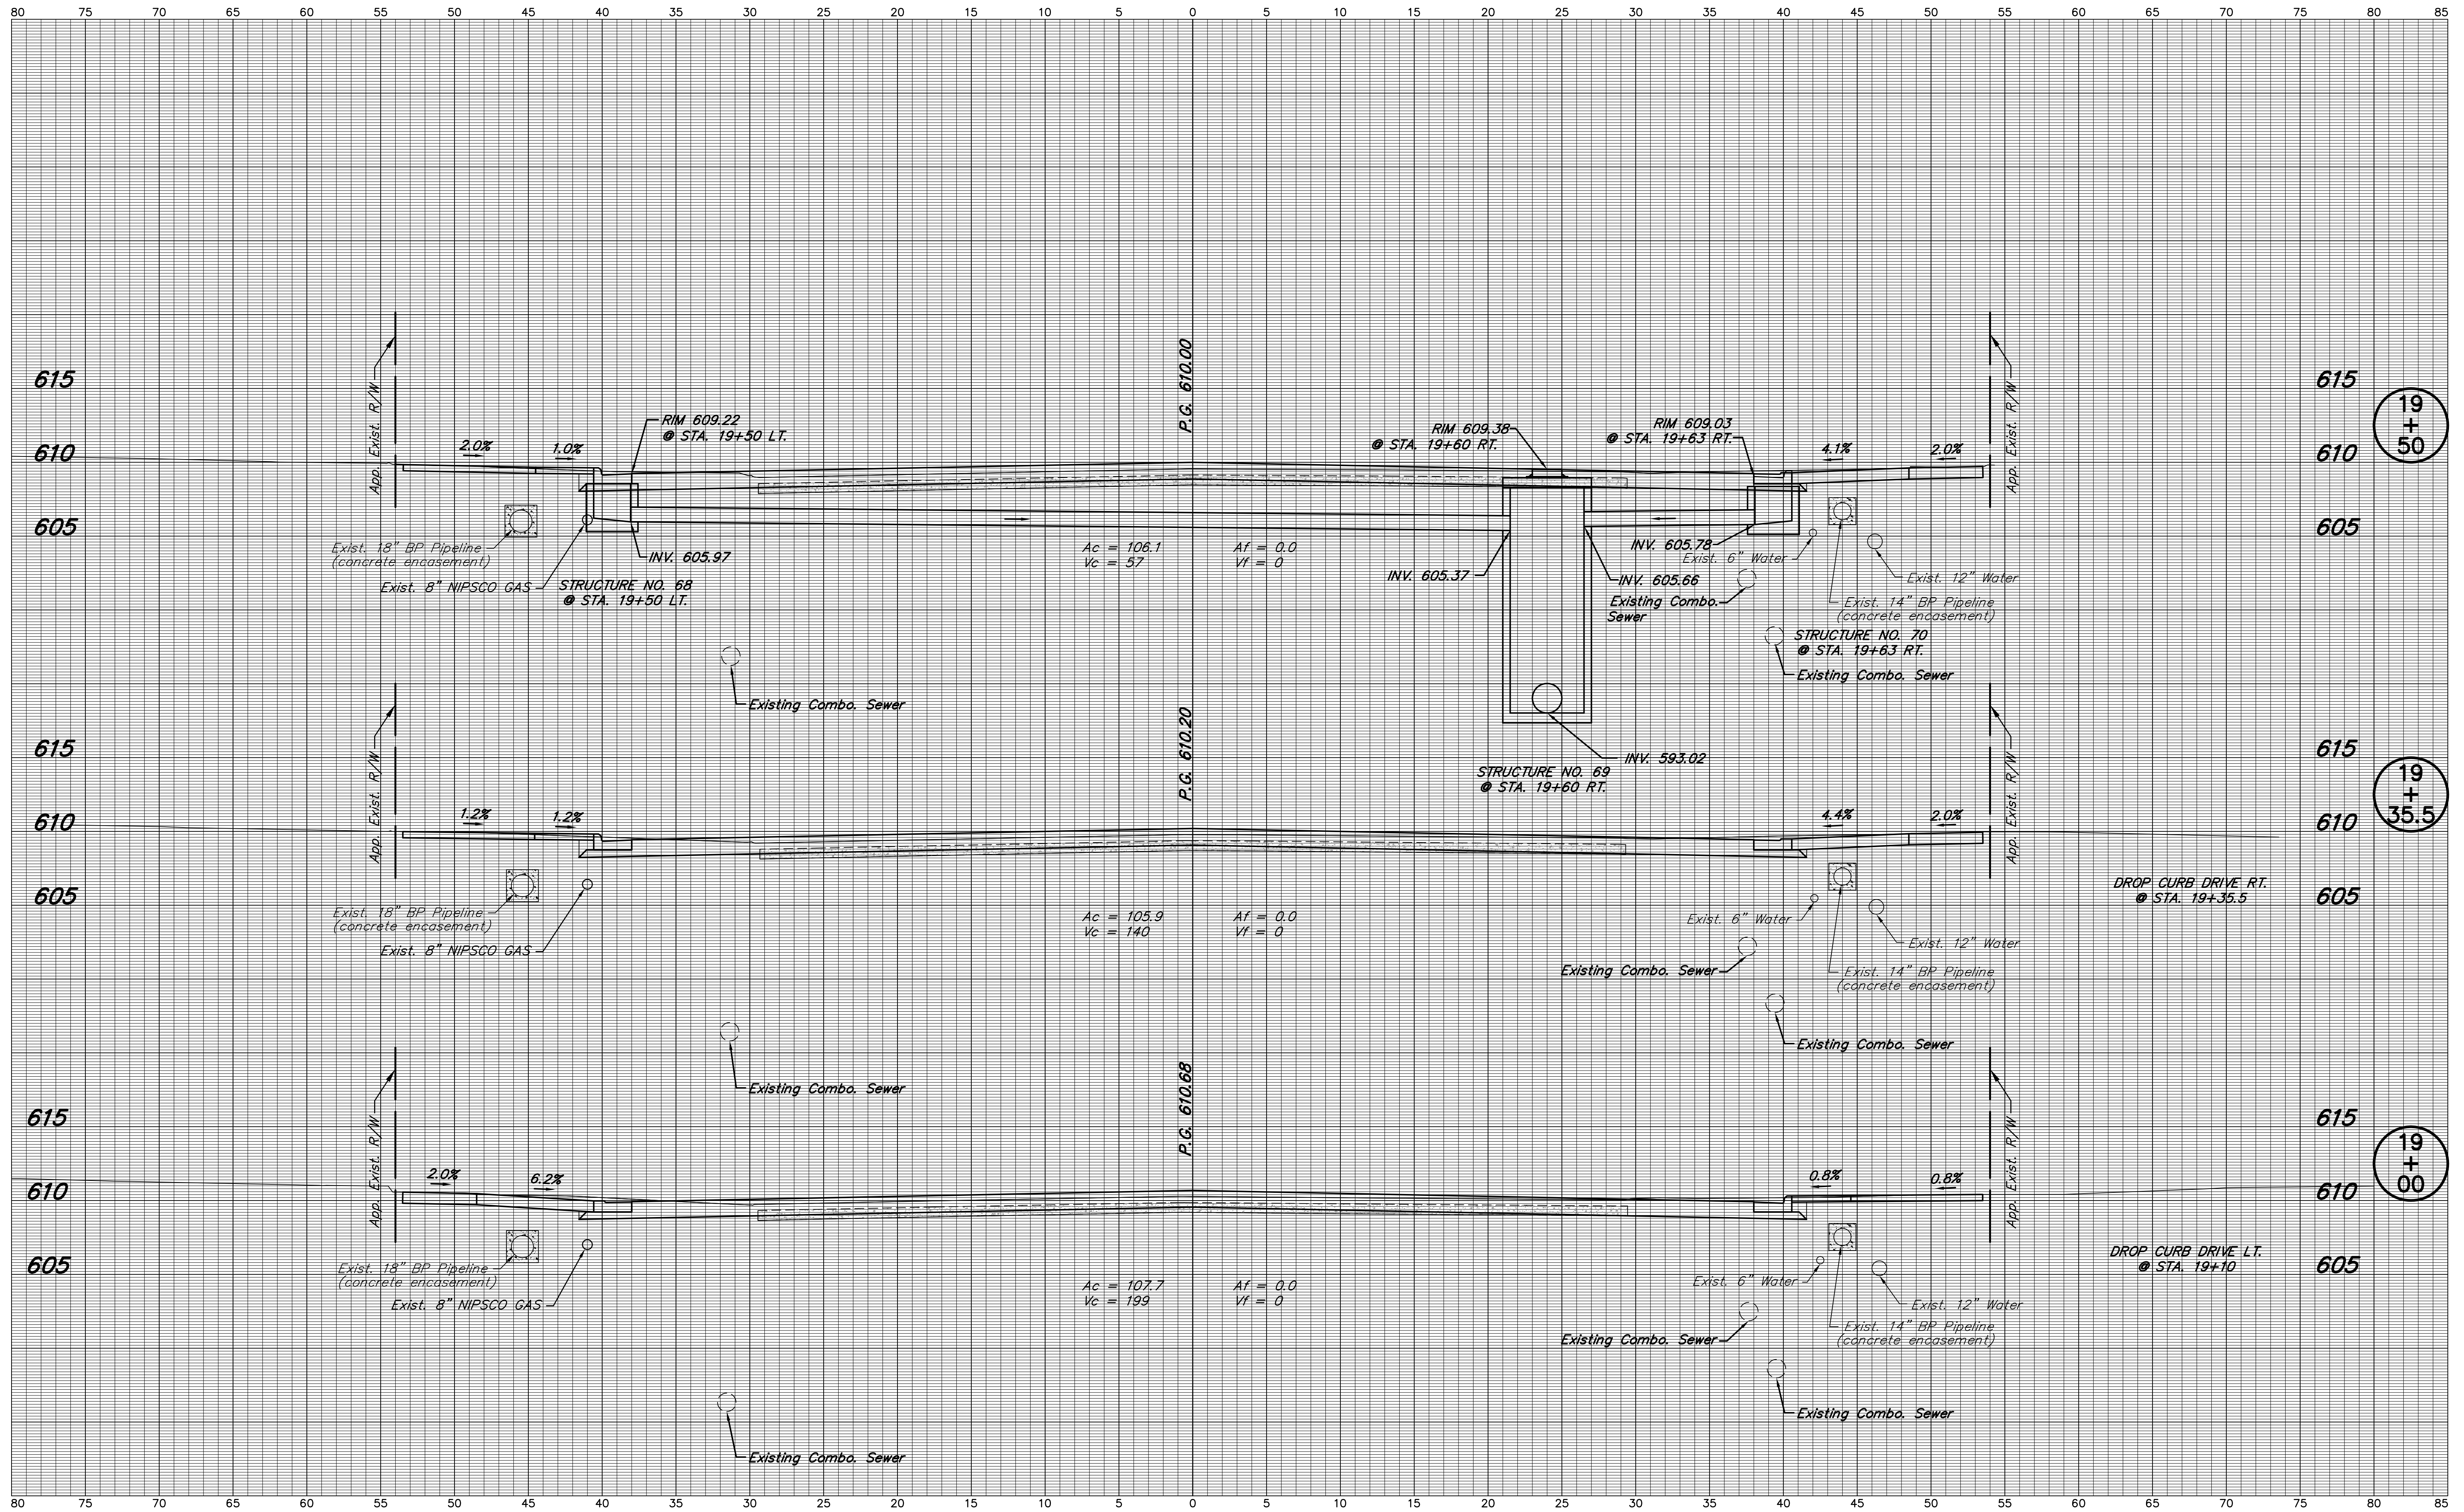 80 75 70 65 60 55 50 45 40 35 30 25 20 15 10 5 0 5 10 15 20 25 30 35 40 45 50 55 60 65 70 75 80 85
615
610
605
App. Exist. R/W
2.0%
1.0%
RIM 609.22
@ STA. 19+50 LT.
P.G. 610.00
RIM 609.38
@ STA. 19+60 RT.
RIM 609.03
@ STA. 19+63 RT.
4.1%
2.0%
App. Exist. R/W
615
610
605
19
+
50
Exist. 18" BP Pipeline
(concrete encasement)
Exist. 8" NIPSCO GAS
INV. 605.97
STRUCTURE NO. 68
@ STA. 19+50 LT.
Ac = 106.1
Vc = 57
Af = 0.0
Vf = 0
INV. 605.37
INV. 605.78
INV. 605.66
Exist. 6" Water
Existing Combo.
Sewer
Exist. 12" Water
Exist. 14" BP Pipeline
(concrete encasement)
STRUCTURE NO. 70
@ STA. 19+63 RT.
Existing Combo. Sewer
Existing Combo. Sewer
INV. 593.02
STRUCTURE NO. 69
@ STA. 19+60 RT.
615
610
605
App. Exist. R/W
1.2%
1.2%
P.G. 610.20
4.4%
2.0%
App. Exist. R/W
615
610
605
19
+
35.5
DROP CURB DRIVE RT.
@ STA. 19+35.5
Exist. 18" BP Pipeline
(concrete encasement)
Exist. 8" NIPSCO GAS
Ac = 105.9
Vc = 140
Af = 0.0
Vf = 0
Exist. 6" Water
Exist. 12" Water
Existing Combo. Sewer
Exist. 14" BP Pipeline
(concrete encasement)
Existing Combo. Sewer
Existing Combo. Sewer
615
610
605
App. Exist. R/W
2.0%
6.2%
P.G. 610.68
0.8%
0.8%
App. Exist. R/W
615
610
605
19
+
00
DROP CURB DRIVE LT.
@ STA. 19+10
Exist. 18" BP Pipeline
(concrete encasement)
Exist. 8" NIPSCO GAS
Ac = 107.7
Vc = 199
Af = 0.0
Vf = 0
Exist. 6" Water
Exist. 12" Water
Existing Combo. Sewer
Exist. 14" BP Pipeline
(concrete encasement)
Existing Combo. Sewer
Existing Combo. Sewer
80 75 70 65 60 55 50 45 40 35 30 25 20 15 10 5 0 5 10 15 20 25 30 35 40 45 50 55 60 65 70 75 80 85